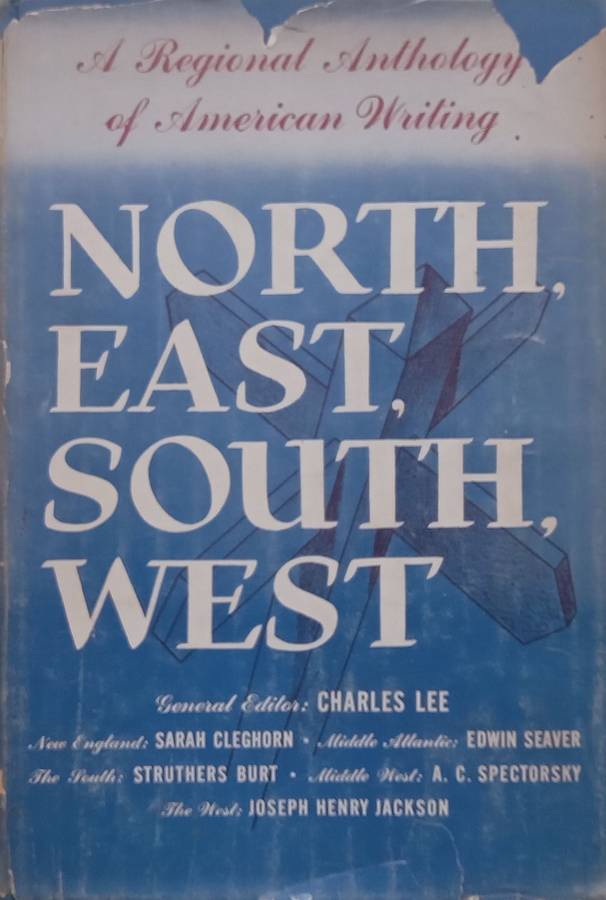 A Regional Anthology
of American Writing
NORTH,
EAST,
SOUTH,
WEST
General Editor: CHARLES LEE
New England: SARAH CLEGHORN • Middle Atlantic: EDWIN SEAVER
The South: STRUTHERS BURT • Middle West: A. C. SPECTORSKY
The West: JOSEPH HENRY JACKSON